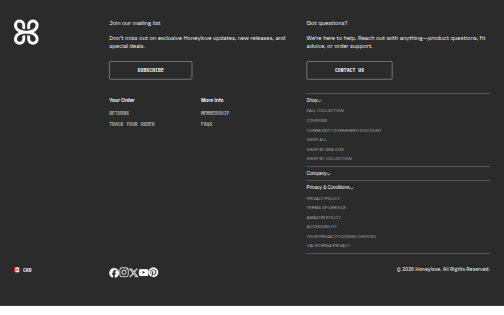 Join our mailing list
Don't miss out on exclusive Honeylove updates, new releases, and
special deals.
SUBSCRIBE
Your Order
RETURNS
TRACK YOUR ORDER
More Info
MEMBERSHIP
FAQS
Got questions?
We're here to help. Reach out with anything—product questions, fit
advice, or order support.
CONTACT US
Shop
FALL COLLECTION
COUPONS
COMMUNITY SUPERHERO DISCOUNT
SHOP ALL
SHOP BY BRA SIZE
SHOP BY COLLECTION
Company
Privacy & Conditions
PRIVACY POLICY
TERMS OF SERVICE
AMAZON POLICY
ACCESSIBILITY
YOUR PRIVACY/COOKIES CHOICES
CALIFORNIA PRIVACY
CAD
© 2026 Honeylove. All Rights Reserved.